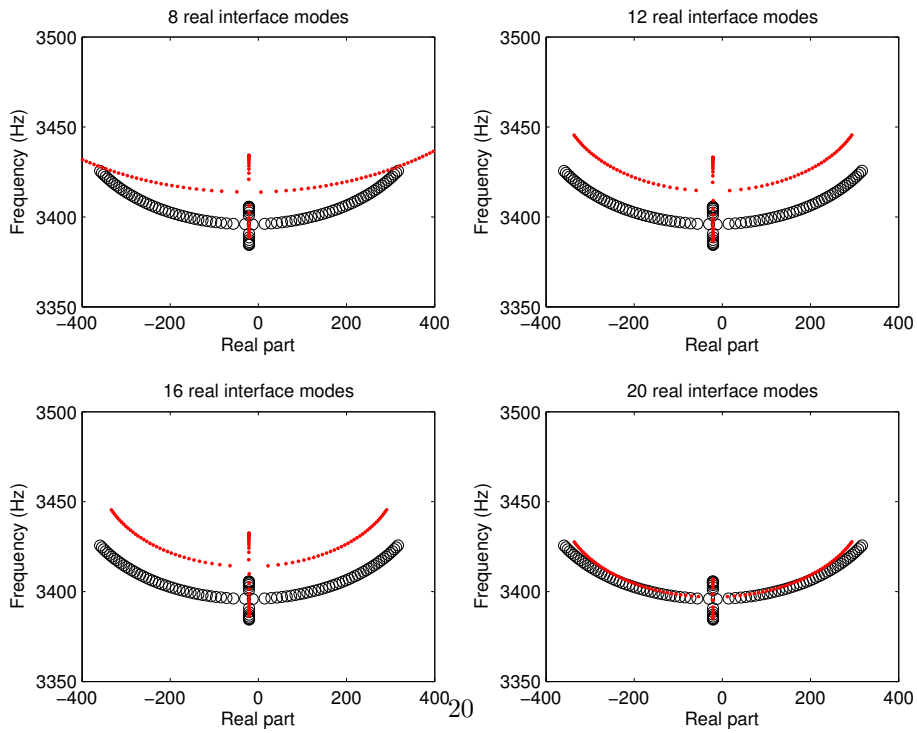 8 real interface modes
3500
3450
3400
3350
Frequency (Hz)
−400 −200 0 200 400
Real part
12 real interface modes
3500
3450
3400
3350
Frequency (Hz)
−400 −200 0 200 400
Real part
16 real interface modes
3500
3450
3400
3350
Frequency (Hz)
−400 −200 0 200 400
Real part
20 real interface modes
3500
3450
3400
3350
Frequency (Hz)
−400 −200 0 200 400
Real part
20